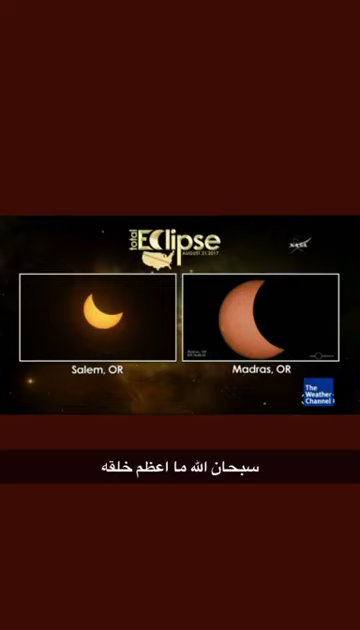 total Eclipse
AUGUST 21, 2017
NASA
Salem, OR
Madras, OR
The
Weather
Channel
سبحان الله ما اعظم خلقه